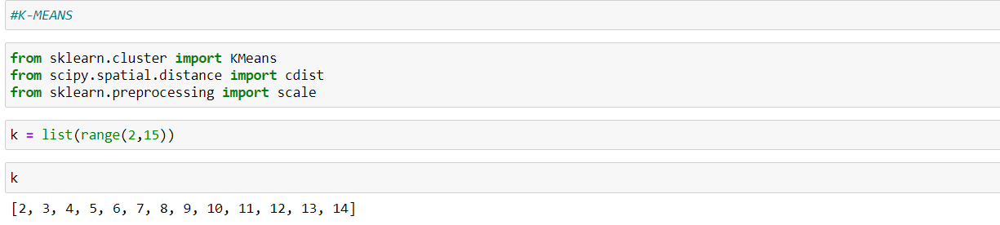 #K-MEANS
from sklearn.cluster import KMeans
from scipy.spatial.distance import cdist
from sklearn.preprocessing import scale
k = list(range(2,15))
k
[2, 3, 4, 5, 6, 7, 8, 9, 10, 11, 12, 13, 14]